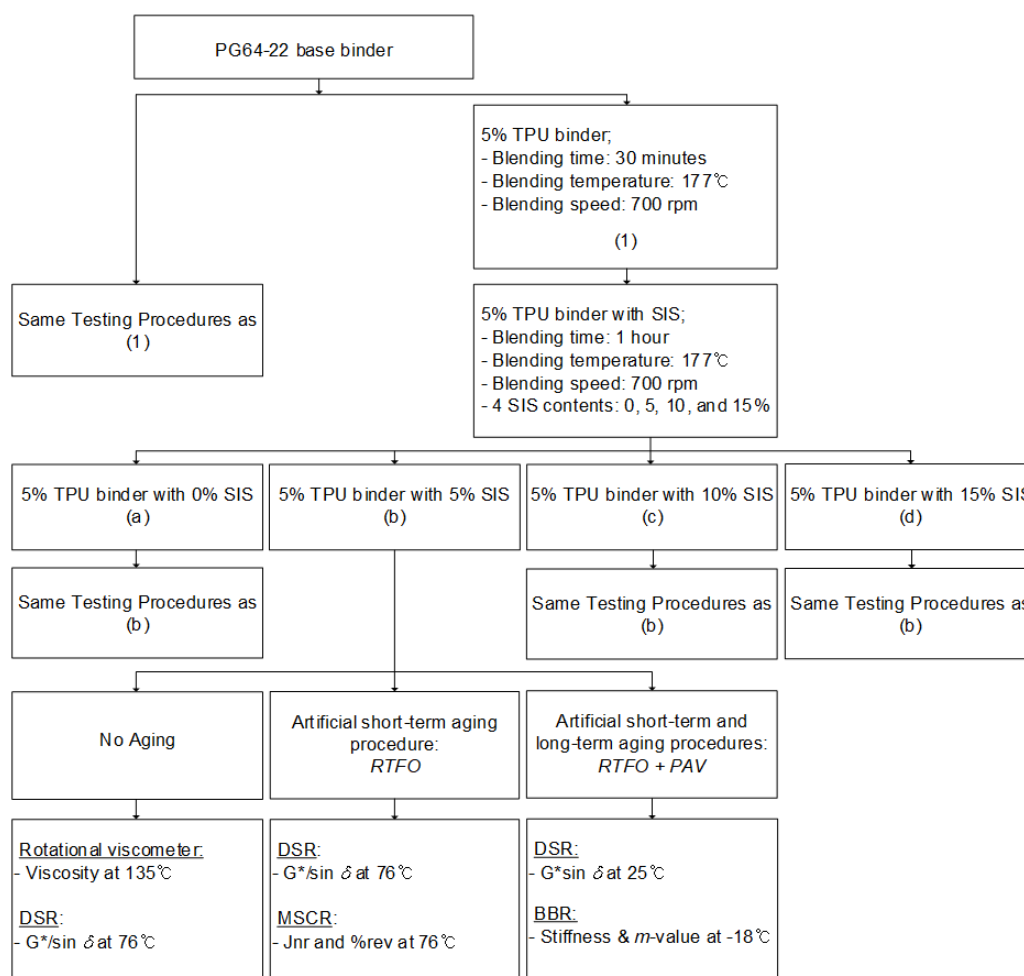 PG64-22 base binder
5% TPU binder;
- Blending time: 30 minutes
- Blending temperature: 177℃
- Blending speed: 700 rpm
(1)
Same Testing Procedures as
(1)
5% TPU binder with SIS;
- Blending time: 1 hour
- Blending temperature: 177℃
- Blending speed: 700 rpm
- 4 SIS contents: 0, 5, 10, and 15%
5% TPU binder with 0% SIS
(a)
5% TPU binder with 5% SIS
(b)
5% TPU binder with 10% SIS
(c)
5% TPU binder with 15% SIS
(d)
Same Testing Procedures as
(b)
Same Testing Procedures as
(b)
Same Testing Procedures as
(b)
No Aging
Artificial short-term aging
procedure:
RTFO
Artificial short-term and
long-term aging procedures:
RTFO + PAV
Rotational viscometer:
- Viscosity at 135℃
DSR:
- G*/sin δ at 76℃
DSR:
- G*/sin δ at 76℃
MSCR:
- Jnr and %rev at 76℃
DSR:
- G*sin δ at 25℃
BBR:
- Stiffness & m-value at -18℃